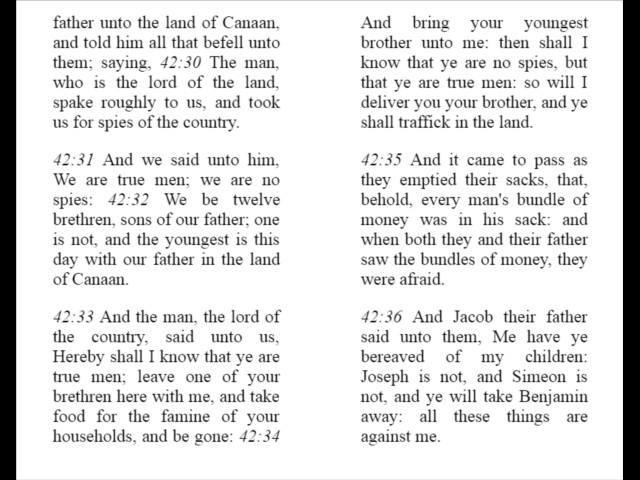 father unto the land of Canaan,
and told him all that befell unto
them; saying, 42:30 The man,
who is the lord of the land,
spake roughly to us, and took
us for spies of the country.
42:31 And we said unto him,
We are true men; we are no
spies: 42:32 We be twelve
brethren, sons of our father; one
is not, and the youngest is this
day with our father in the land
of Canaan.
42:33 And the man, the lord of
the country, said unto us,
Hereby shall I know that ye are
true men; leave one of your
brethren here with me, and take
food for the famine of your
households, and be gone: 42:34
And bring your youngest
brother unto me: then shall I
know that ye are no spies, but
that ye are true men: so will I
deliver you your brother, and ye
shall traffick in the land.
42:35 And it came to pass as
they emptied their sacks, that,
behold, every man's bundle of
money was in his sack: and
when both they and their father
saw the bundles of money, they
were afraid.
42:36 And Jacob their father
said unto them, Me have ye
bereaved of my children:
Joseph is not, and Simeon is
not, and ye will take Benjamin
away: all these things are
against me.